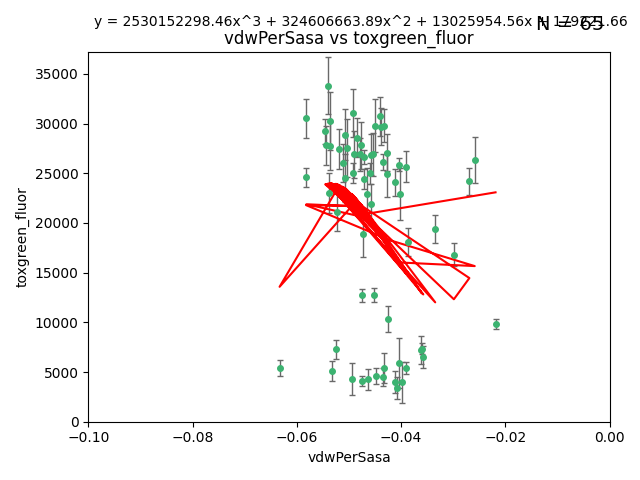 y = 2530152298.46x^3 + 324606663.89x^2 + 13025954.56x + 179221.66
N = 65
vdwPerSasa vs toxgreen_fluor
35000
30000
25000
20000
15000
10000
5000
0
toxgreen_fluor
−0.10
−0.08
−0.06
−0.04
−0.02
0.00
vdwPerSasa